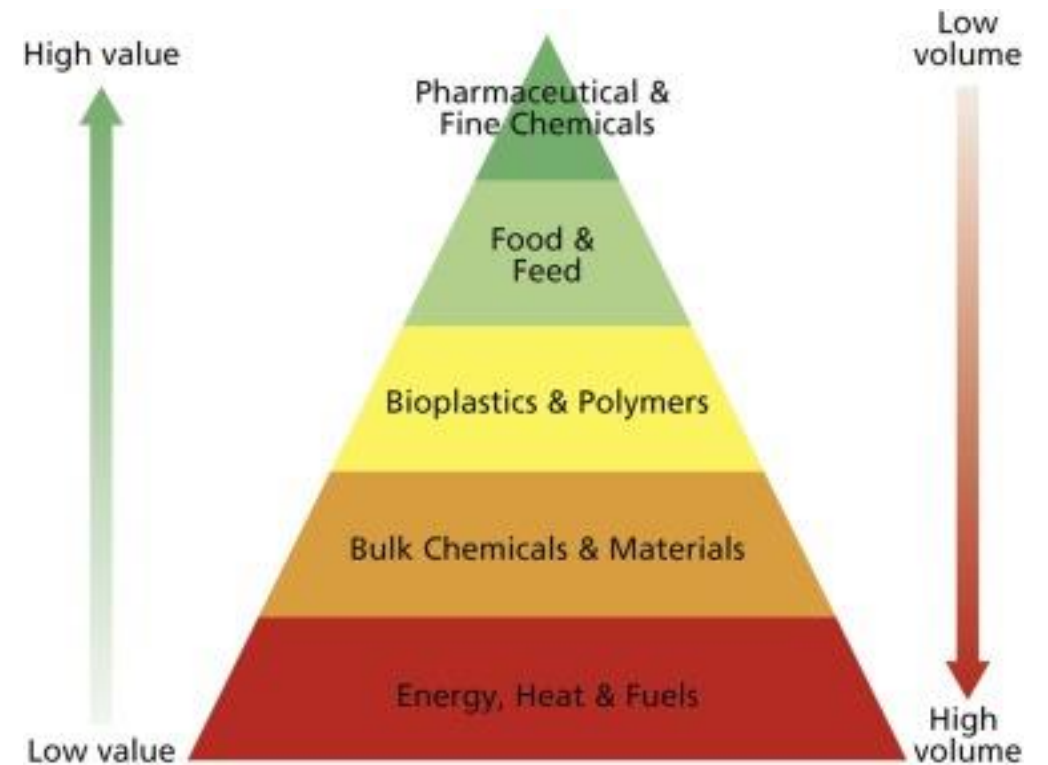 High value
Low
volume
Pharmaceutical &
Fine Chemicals
Food &
Feed
Bioplastics & Polymers
Bulk Chemicals & Materials
Energy, Heat & Fuels
Low value
High
volume